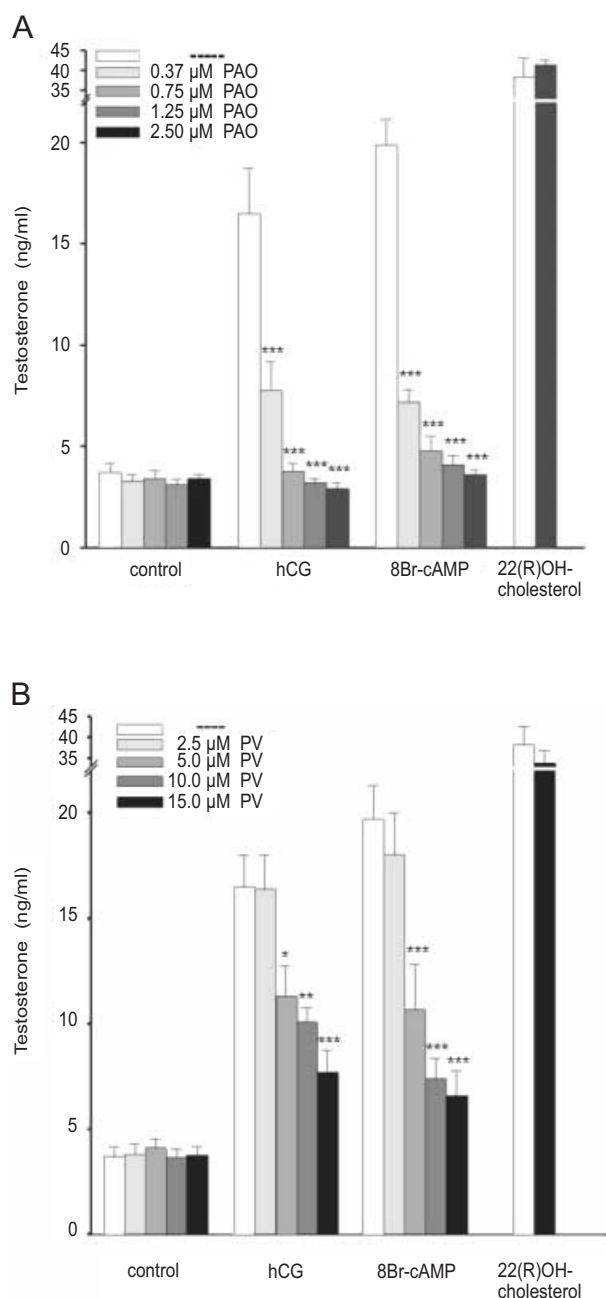 A
45
40
35
20
15
10
5
0
Testosterone (ng/ml)
-----
0.37 µM PAO
0.75 µM PAO
1.25 µM PAO
2.50 µM PAO
***
*** *** ***
***
***
***
***
control hCG 8Br-cAMP 22(R)OH-
cholesterol
B
45
40
35
20
15
10
5
0
Testosterone (ng/ml)
----
2.5 µM PV
5.0 µM PV
10.0 µM PV
15.0 µM PV
*
**
***
***
***
***
control hCG 8Br-cAMP 22(R)OH-
cholesterol